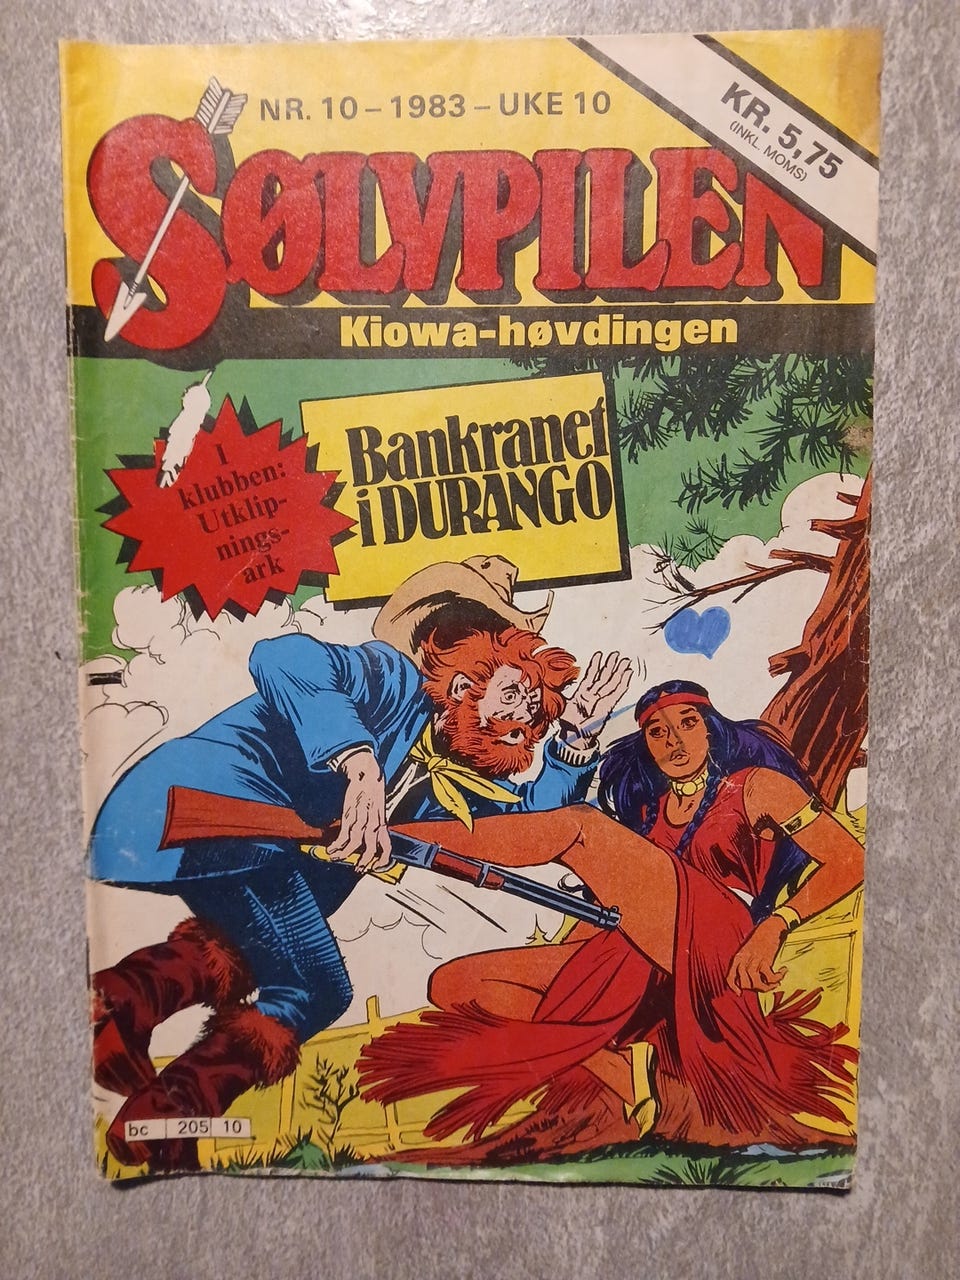 NR. 10 – 1983 – UKE 10
KR. 5,75
(INKL. MOMS)
SØLVPILEN
Kiowa-høvdingen
Bankranet
i DURANGO
I
klubben:
Utklip-
nings-
ark
bc 205 10